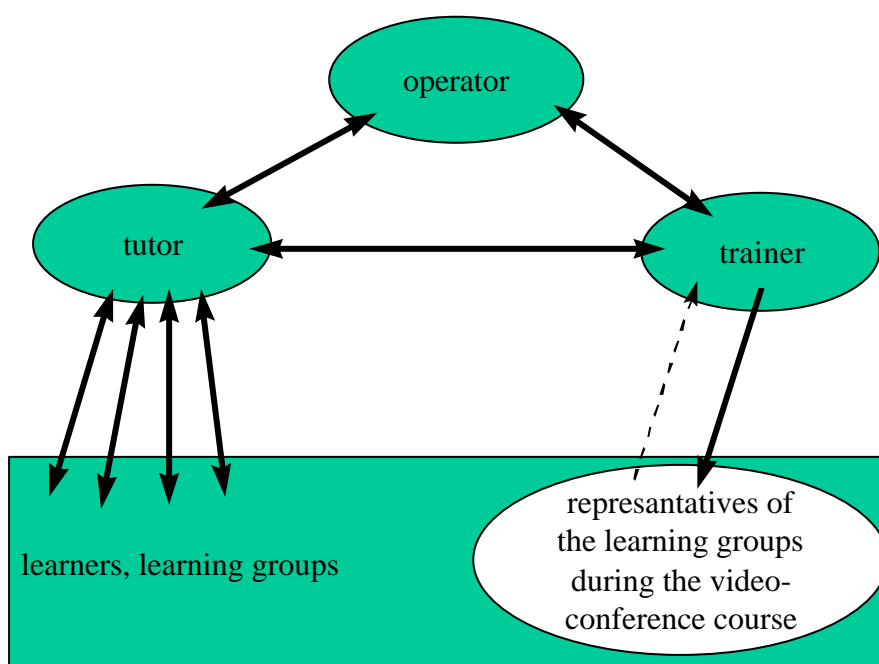 operator
tutor
trainer
learners, learning groups
represantatives of
the learning groups
during the video-
conference course